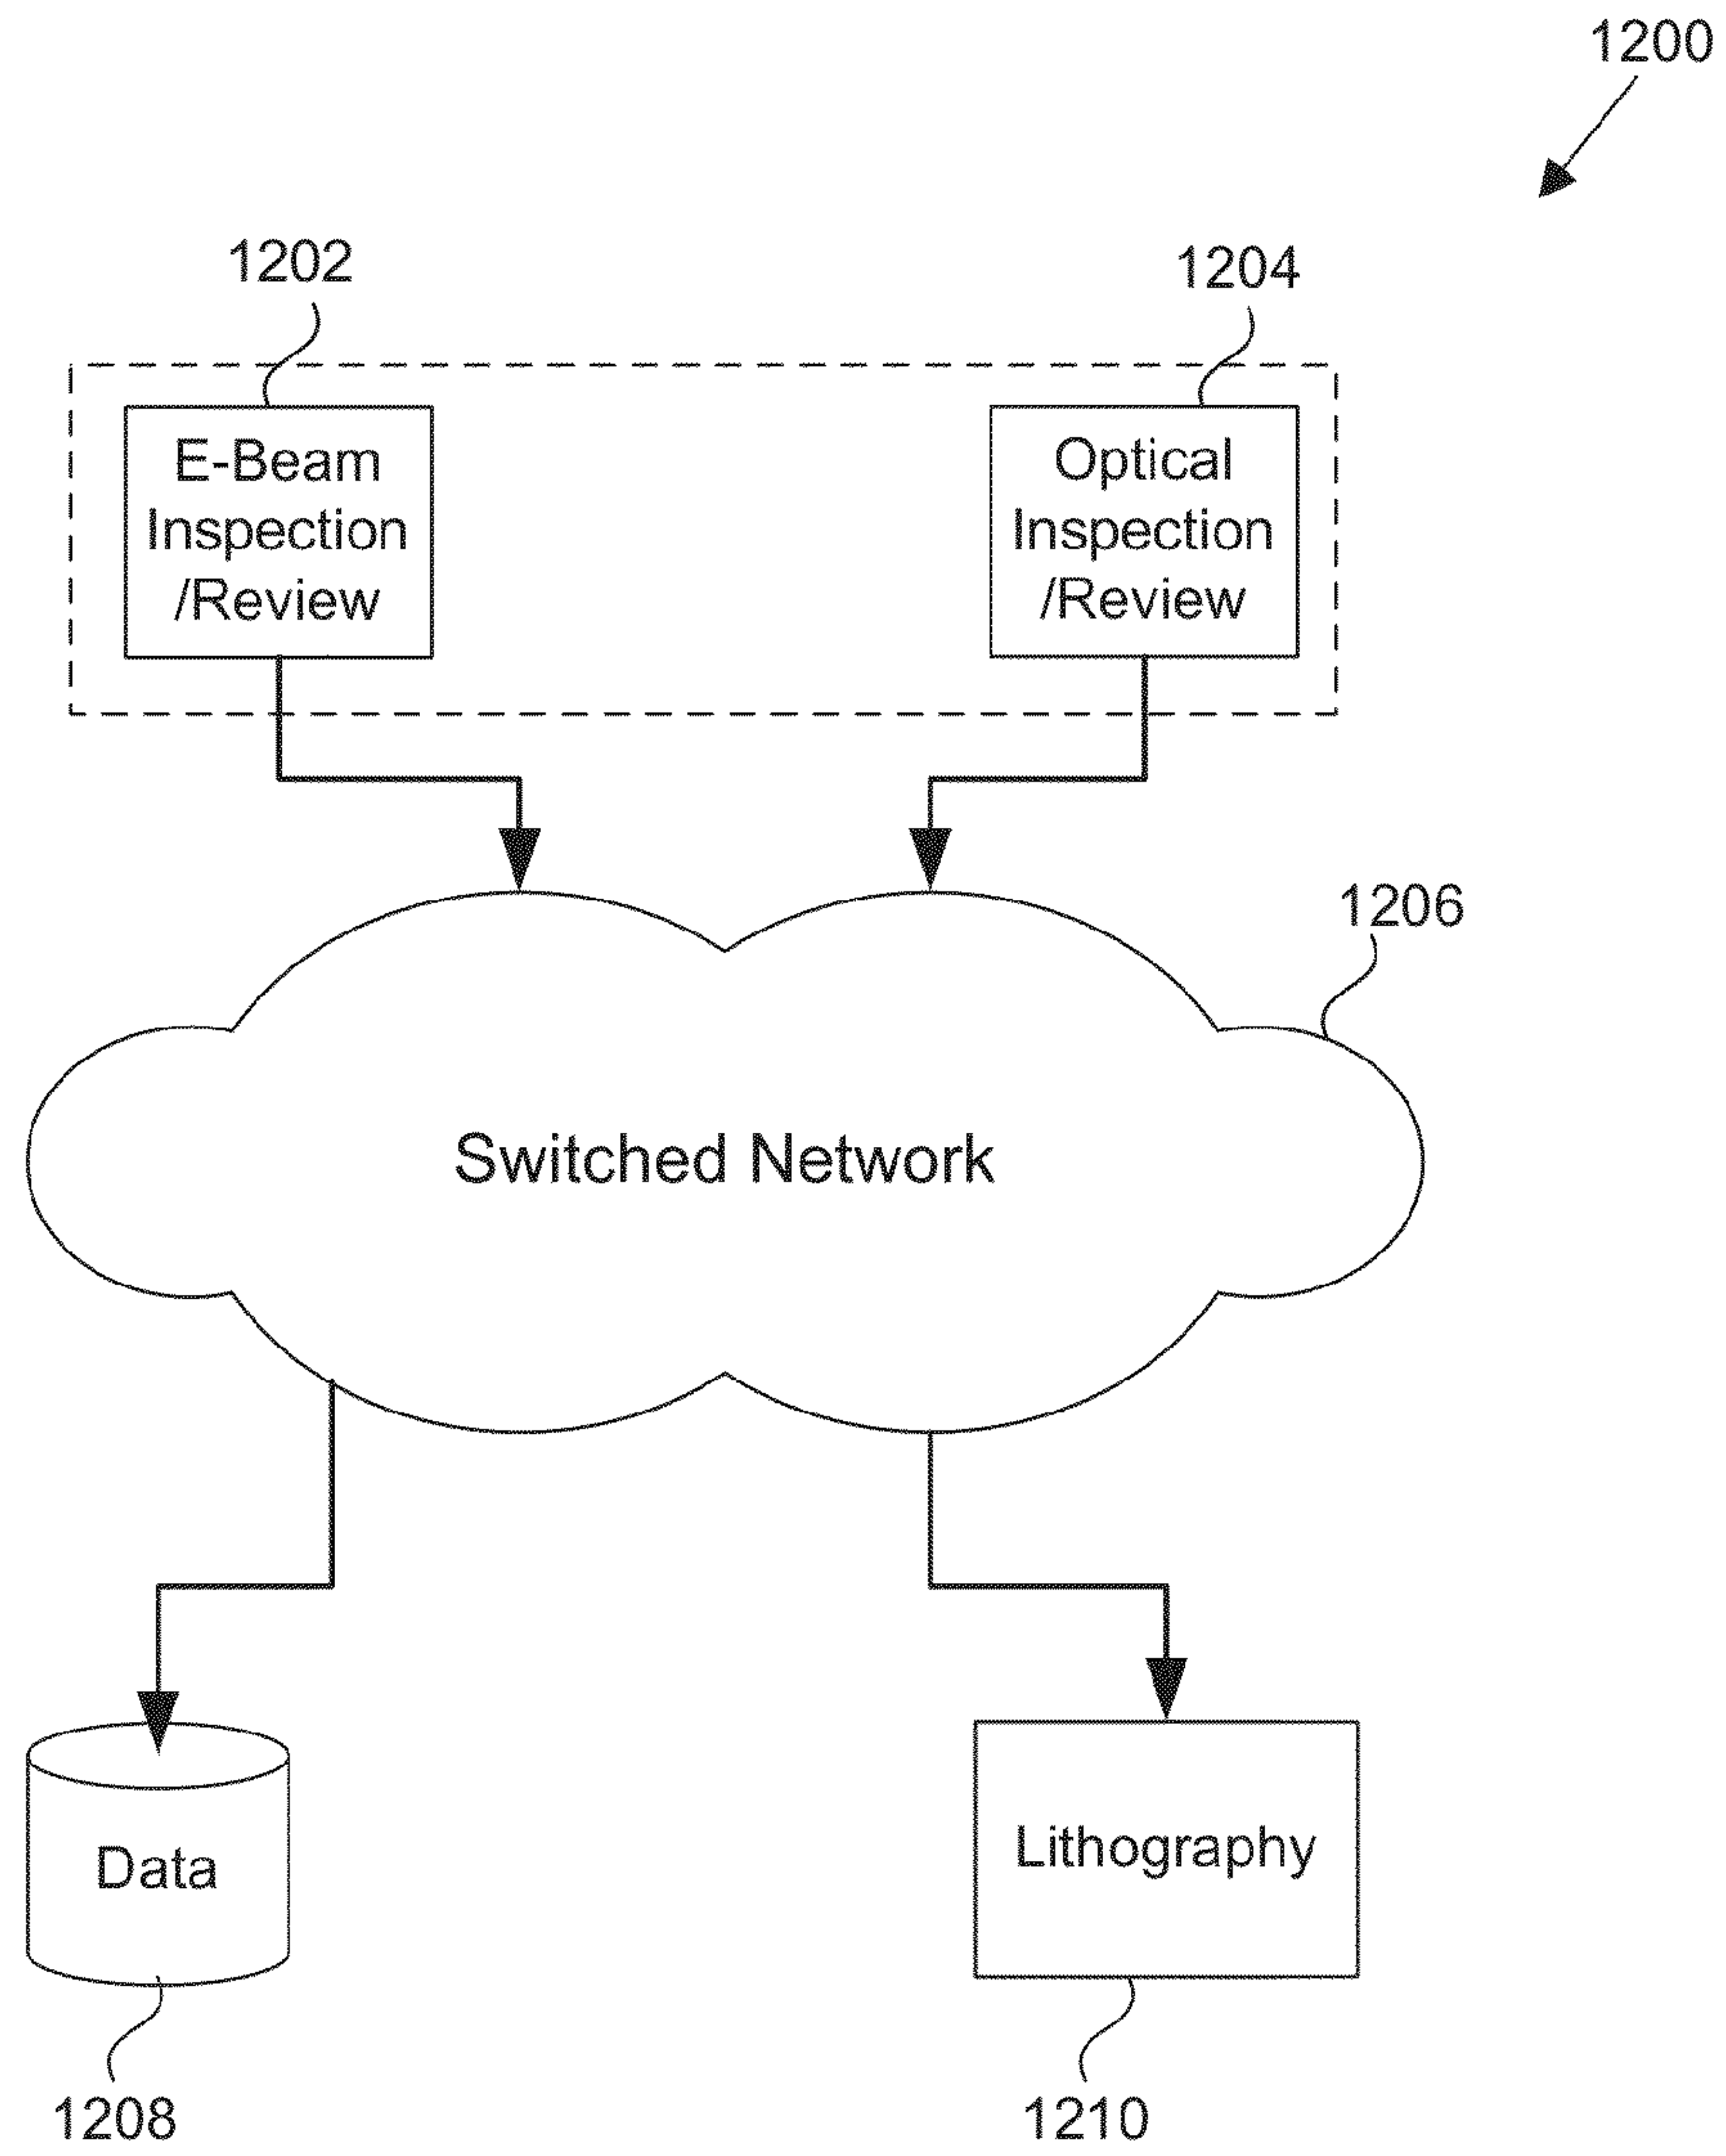 1200
1202
1204
E-Beam
Inspection
/Review
Optical
Inspection
/Review
1206
Switched Network
Data
Lithography
1208
1210